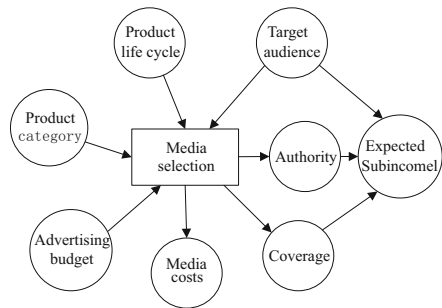 Product
life cycle
Target
audience
Product
category
Media
selection
Authority
Expected
Subincomel
Advertising
budget
Media
costs
Coverage